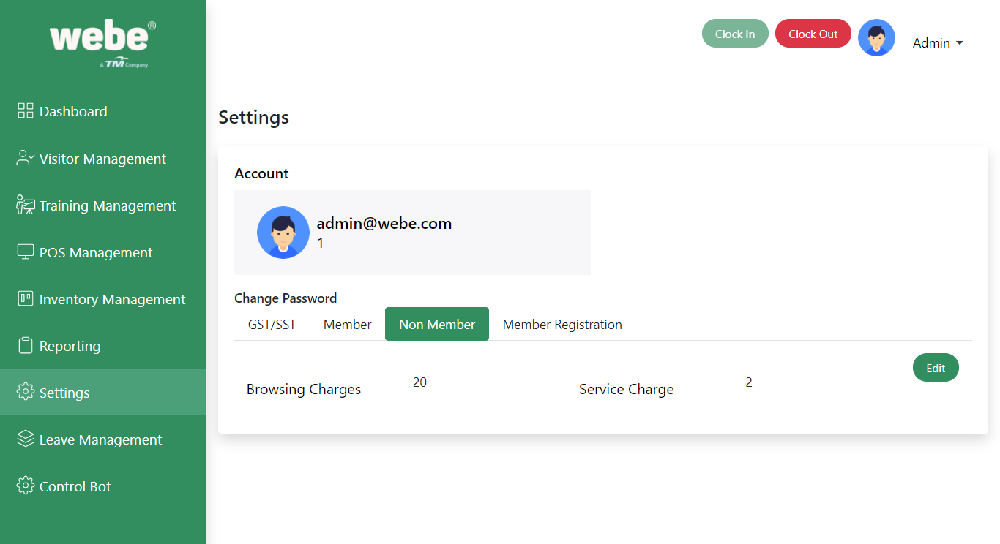 webe®
A TM Company
Dashboard
Visitor Management
Training Management
POS Management
Inventory Management
Reporting
Settings
Leave Management
Control Bot
Clock In Clock Out Admin
Settings
Account
admin@webe.com
1
Change Password
GST/SST Member Non Member Member Registration
Edit
Browsing Charges 20 Service Charge 2